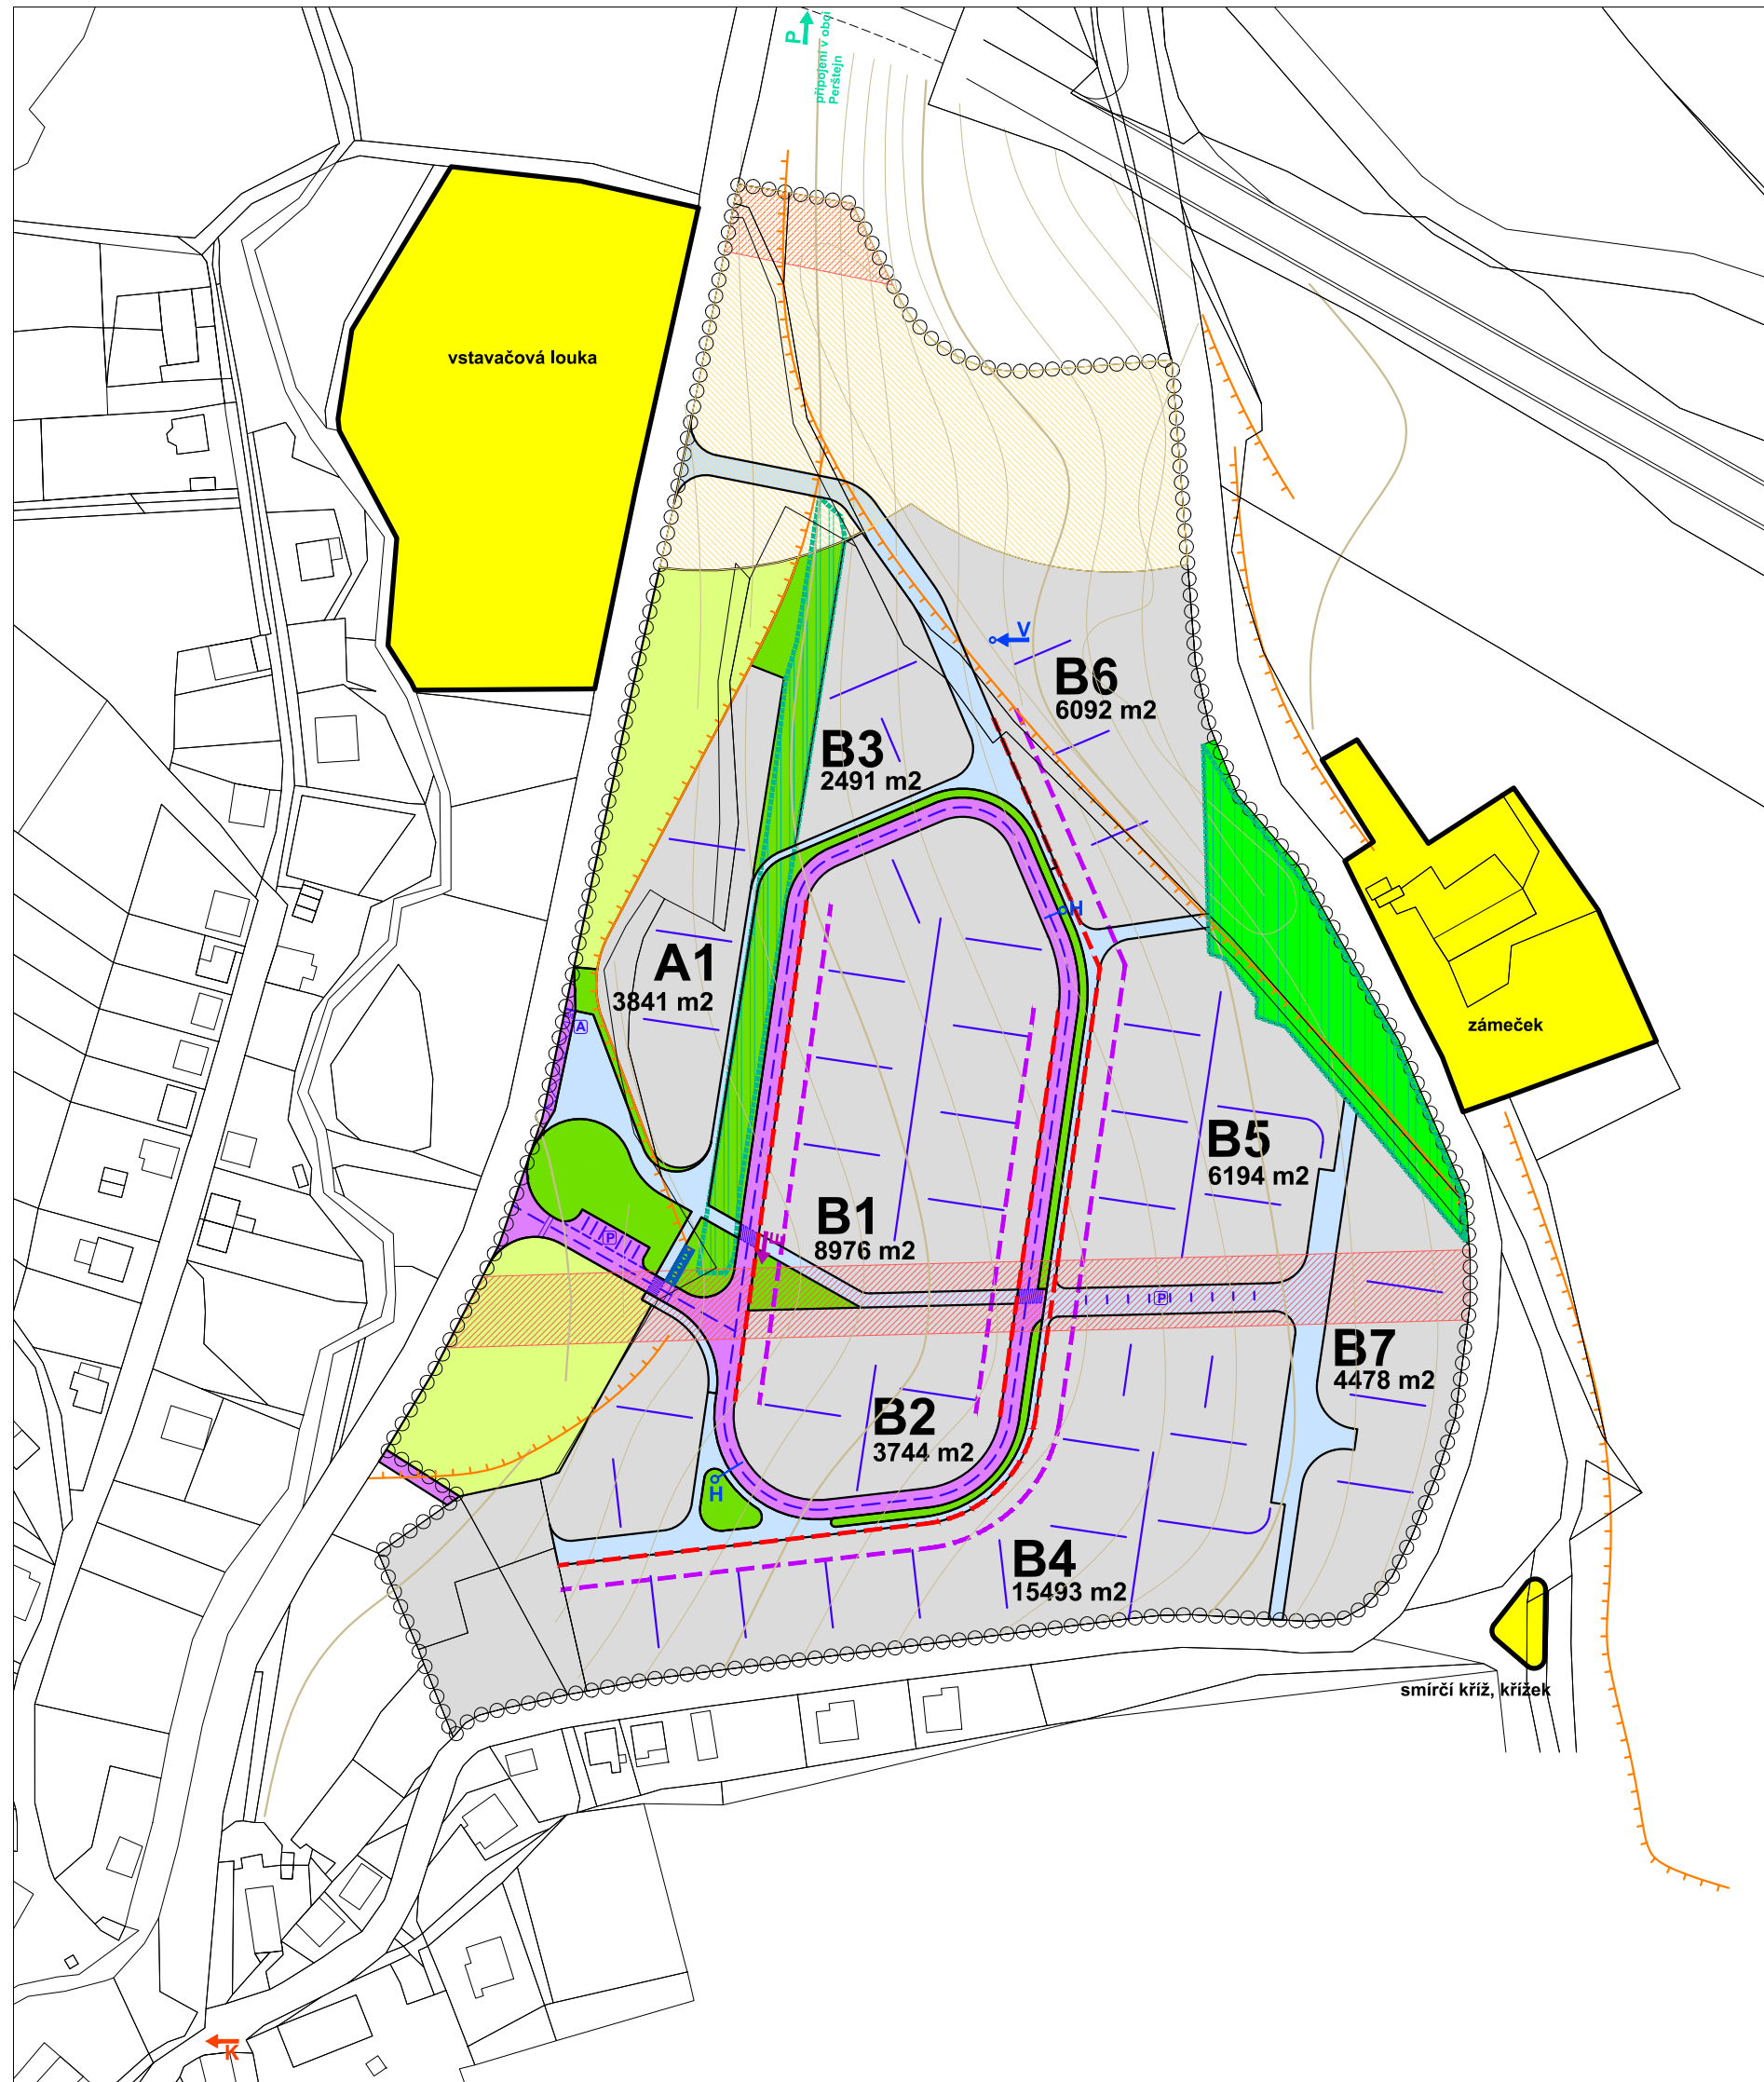 P
připojení v obci
Perštejn
vstavačová louka
V
B6
6092 m2
B3
2491 m2
H
A1
3841 m2
A
zámeček
B5
6194 m2
B1
8976 m2
E
P
P
B7
4478 m2
B2
3744 m2
H
B4
15493 m2
smírčí kříž, křížek
K